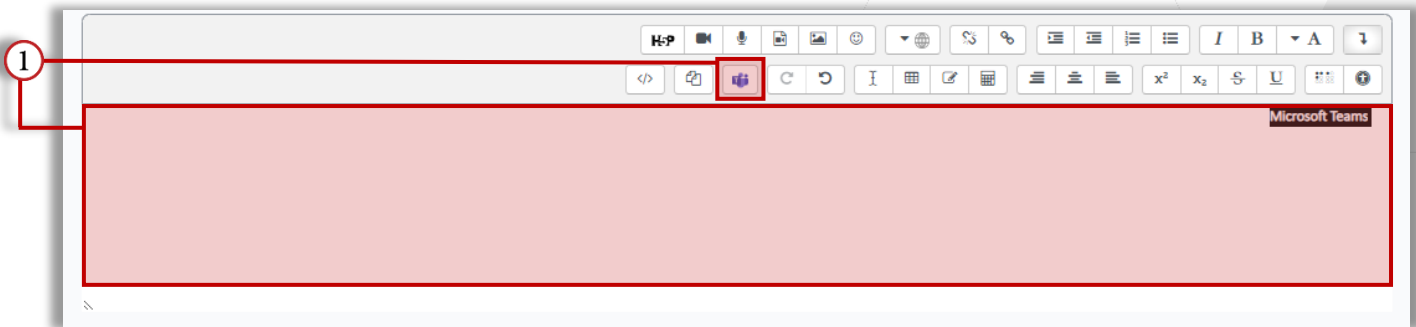 1
H5P I B A
</> x² x₂ S U
Microsoft Teams